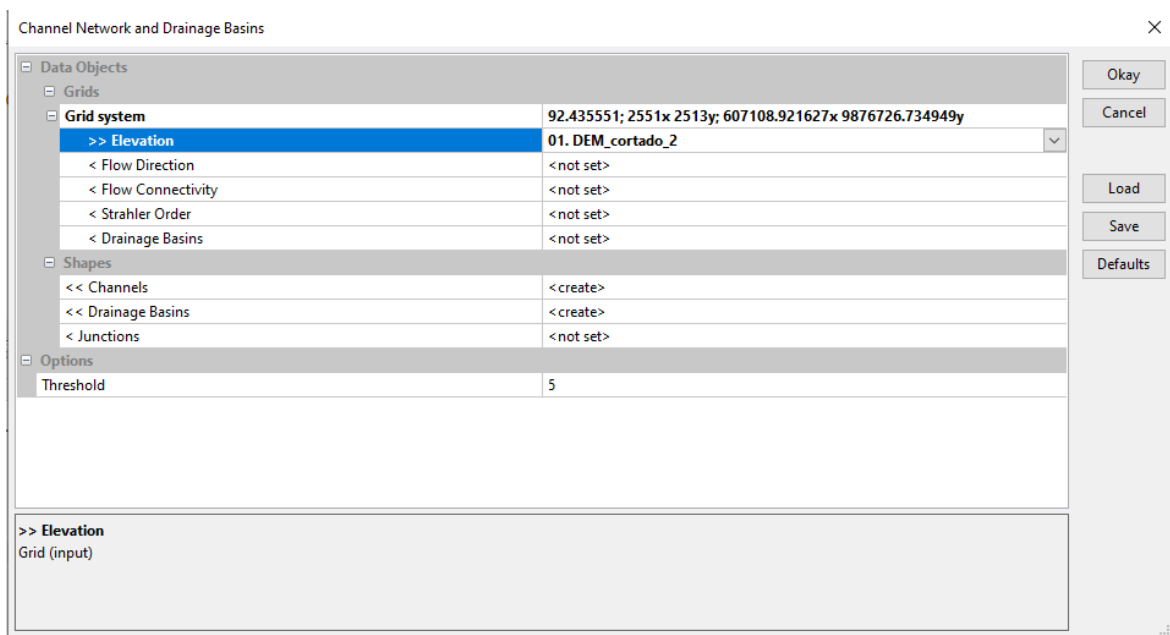 Channel Network and Drainage Basins
Data Objects
Grids
Grid system 92.435551; 2551x 2513y; 607108.921627x 9876726.734949y
>> Elevation 01. DEM_cortado_2
< Flow Direction <not set>
< Flow Connectivity <not set>
< Strahler Order <not set>
< Drainage Basins <not set>
Shapes
<< Channels <create>
<< Drainage Basins <create>
< Junctions <not set>
Options
Threshold 5
Okay
Cancel
Load
Save
Defaults
>> Elevation
Grid (input)